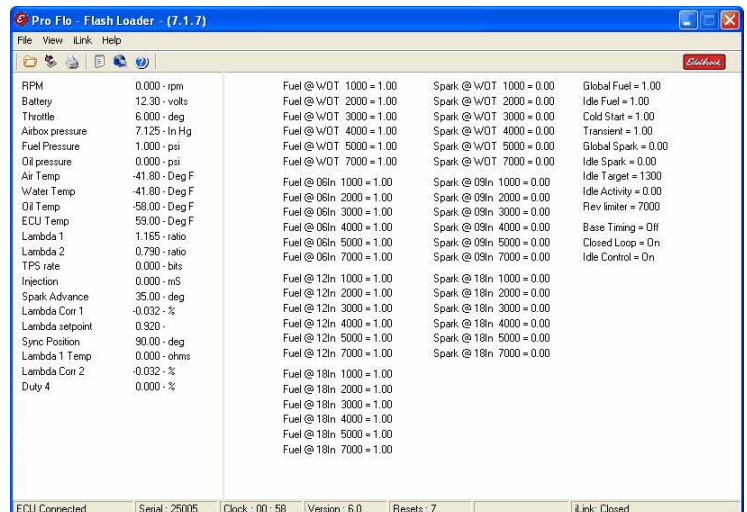 Pro Flo - Flash Loader - (7.1.7)
File View iLink Help
Edelbrock
RPM 0.000 - rpm
Battery 12.30 - volts
Throttle 6.000 - deg
Airbox pressure 7.125 - In Hg
Fuel Pressure 1.000 - psi
Oil pressure 0.000 - psi
Air Temp -41.80 - Deg F
Water Temp -41.80 - Deg F
Oil Temp -58.00 - Deg F
ECU Temp 59.00 - Deg F
Lambda 1 1.165 - ratio
Lambda 2 0.790 - ratio
TPS rate 0.000 - bits
Injection 0.000 - mS
Spark Advance 35.00 - deg
Lambda Corr 1 -0.032 - %
Lambda setpoint 0.920 -
Sync Position 90.00 - deg
Lambda 1 Temp 0.000 - ohms
Lambda Corr 2 -0.032 - %
Duty 4 0.000 - %
Fuel @ WOT 1000 = 1.00
Fuel @ WOT 2000 = 1.00
Fuel @ WOT 3000 = 1.00
Fuel @ WOT 4000 = 1.00
Fuel @ WOT 5000 = 1.00
Fuel @ WOT 7000 = 1.00
Fuel @ 06In 1000 = 1.00
Fuel @ 06In 2000 = 1.00
Fuel @ 06In 3000 = 1.00
Fuel @ 06In 4000 = 1.00
Fuel @ 06In 5000 = 1.00
Fuel @ 06In 7000 = 1.00
Fuel @ 12In 1000 = 1.00
Fuel @ 12In 2000 = 1.00
Fuel @ 12In 3000 = 1.00
Fuel @ 12In 4000 = 1.00
Fuel @ 12In 5000 = 1.00
Fuel @ 12In 7000 = 1.00
Fuel @ 18In 1000 = 1.00
Fuel @ 18In 2000 = 1.00
Fuel @ 18In 3000 = 1.00
Fuel @ 18In 4000 = 1.00
Fuel @ 18In 5000 = 1.00
Fuel @ 18In 7000 = 1.00
Spark @ WOT 1000 = 0.00
Spark @ WOT 2000 = 0.00
Spark @ WOT 3000 = 0.00
Spark @ WOT 4000 = 0.00
Spark @ WOT 5000 = 0.00
Spark @ WOT 7000 = 0.00
Spark @ 09In 1000 = 0.00
Spark @ 09In 2000 = 0.00
Spark @ 09In 3000 = 0.00
Spark @ 09In 4000 = 0.00
Spark @ 09In 5000 = 0.00
Spark @ 09In 7000 = 0.00
Spark @ 18In 1000 = 0.00
Spark @ 18In 2000 = 0.00
Spark @ 18In 3000 = 0.00
Spark @ 18In 4000 = 0.00
Spark @ 18In 5000 = 0.00
Spark @ 18In 7000 = 0.00
Global Fuel = 1.00
Idle Fuel = 1.00
Cold Start = 1.00
Transient = 1.00
Global Spark = 0.00
Idle Spark = 0.00
Idle Target = 1300
Idle Activity = 0.00
Rev limiter = 7000
Base Timing = Off
Closed Loop = On
Idle Control = On
ECU Connected Serial : 25005 Clock : 00 : 58 Version : 6.0 Resets : 7 iLink: Closed